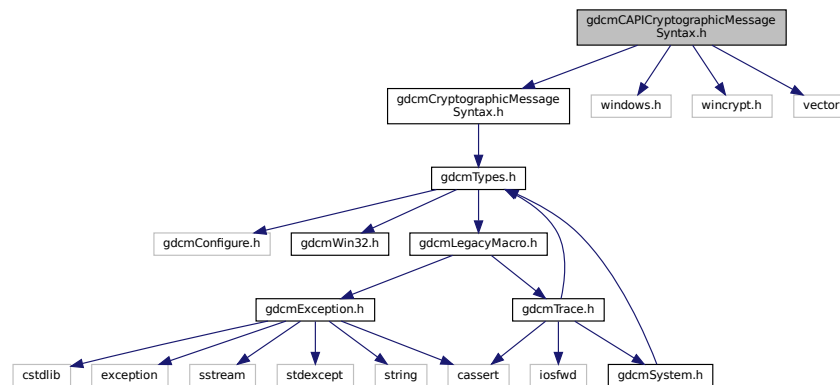 gdcmCAPICryptographicMessage
Syntax.h
gdcmCryptographicMessage
Syntax.h
windows.h
wincrypt.h
vector
gdcmTypes.h
gdcmConfigure.h
gdcmWin32.h
gdcmLegacyMacro.h
gdcmException.h
gdcmTrace.h
cstdlib
exception
sstream
stdexcept
string
cassert
iosfwd
gdcmSystem.h